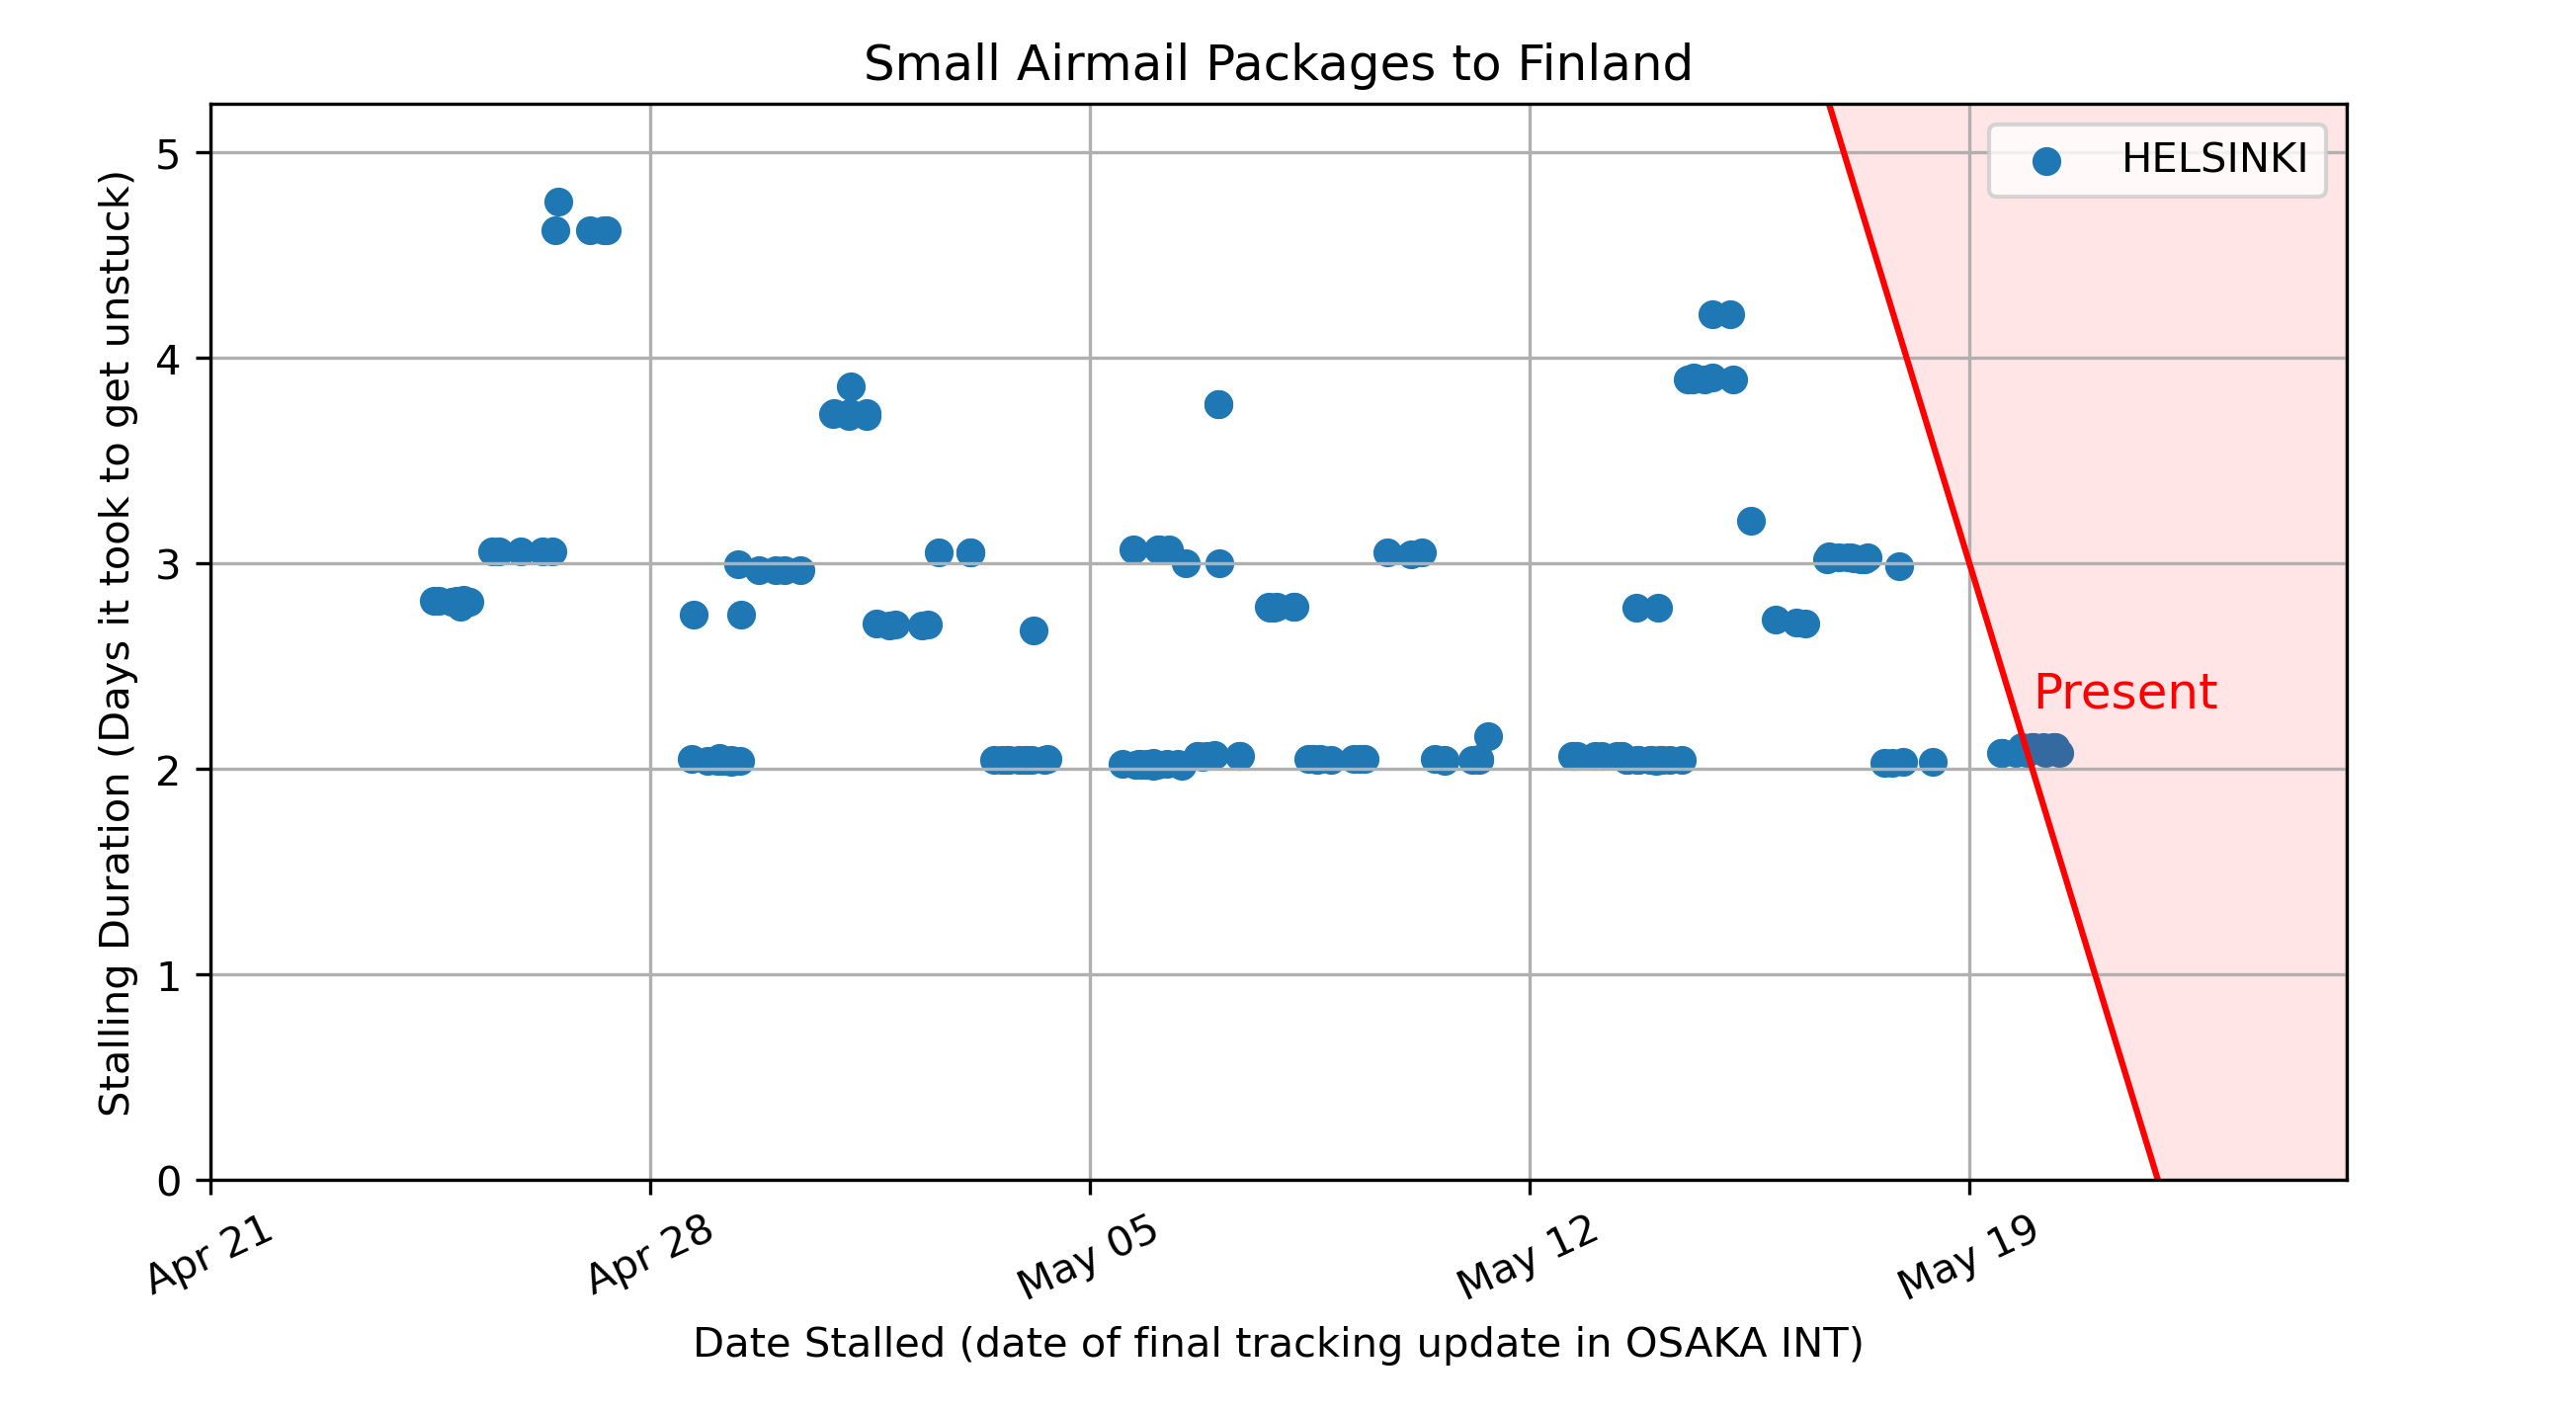 Small Airmail Packages to Finland
HELSINKI
Stalling Duration (Days it took to get unstuck)
5
4
3
2
1
0
Present
Apr 21
Apr 28
May 05
May 12
May 19
Date Stalled (date of final tracking update in OSAKA INT)